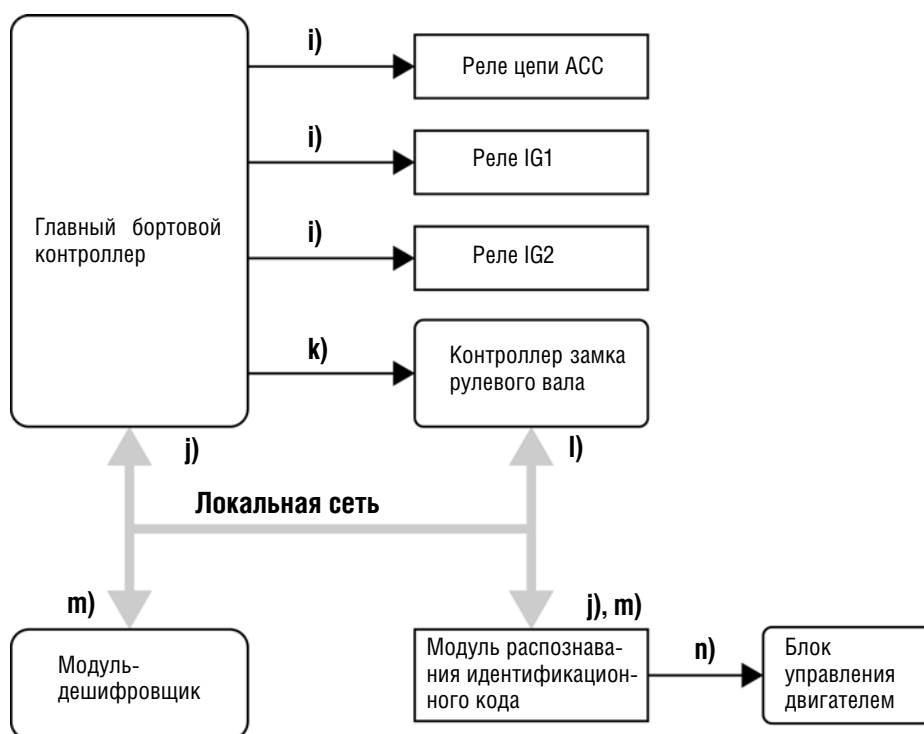 i)
Реле цепи ACC
i)
Реле IG1
Главный бортовой
контроллер
i)
Реле IG2
k)
Контроллер замка
рулевого вала
j)
l)
Локальная сеть
m)
j), m)
Модуль-
дешифровщик
Модуль распознава-
ния идентификацион-
ного кода
n)
Блок
управления
двигателем